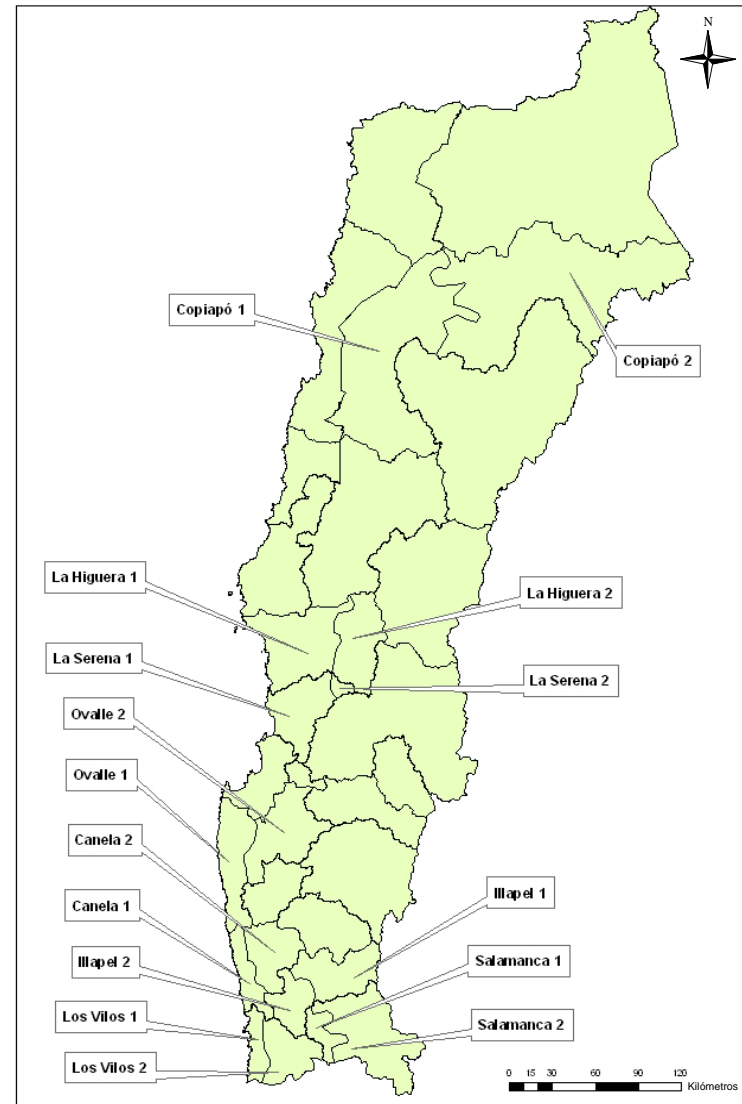 N
Copiapó 1
Copiapó 2
La Higuera 1
La Higuera 2
La Serena 1
La Serena 2
Ovalle 2
Ovalle 1
Canela 2
Illapel 1
Canela 1
Illapel 2
Salamanca 1
Los Vilos 1
Salamanca 2
Los Vilos 2
0 15 30 60 90 120
Kilómetros